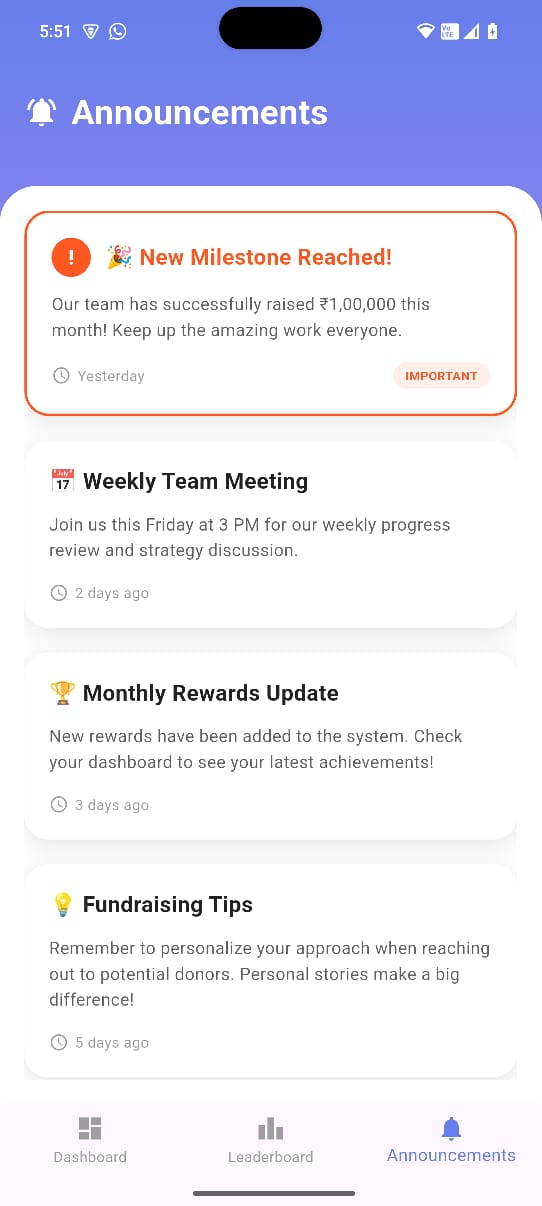 5:51
Vo
LTE
Announcements
! 🎉 New Milestone Reached!
Our team has successfully raised ₹1,00,000 this
month! Keep up the amazing work everyone.
Yesterday
IMPORTANT
📅 Weekly Team Meeting
Join us this Friday at 3 PM for our weekly progress
review and strategy discussion.
2 days ago
🏆 Monthly Rewards Update
New rewards have been added to the system. Check
your dashboard to see your latest achievements!
3 days ago
💡 Fundraising Tips
Remember to personalize your approach when reaching
out to potential donors. Personal stories make a big
difference!
5 days ago
Dashboard
Leaderboard
Announcements